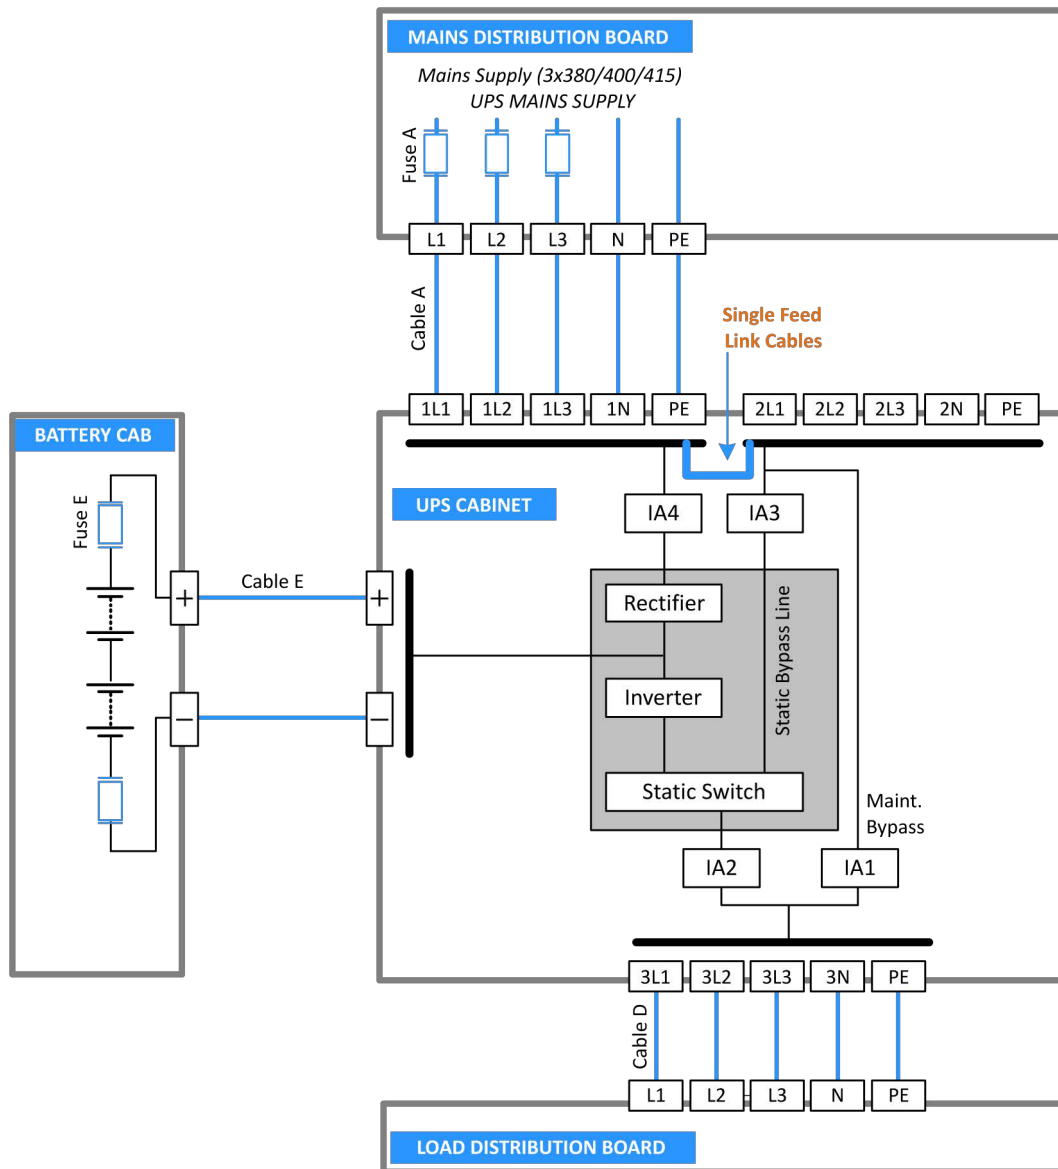 MAINS DISTRIBUTION BOARD
Mains Supply (3x380/400/415)
UPS MAINS SUPPLY
Fuse A
L1 L2 L3 N PE
Cable A
Single Feed
Link Cables
1L1 1L2 1L3 1N PE 2L1 2L2 2L3 2N PE
BATTERY CAB
Fuse E
UPS CABINET
IA4 IA3
Cable E
+ +
Rectifier
Static Bypass Line
Inverter
− −
Static Switch
Maint.
Bypass
IA2 IA1
3L1 3L2 3L3 3N PE
Cable D
L1 L2 L3 N PE
LOAD DISTRIBUTION BOARD